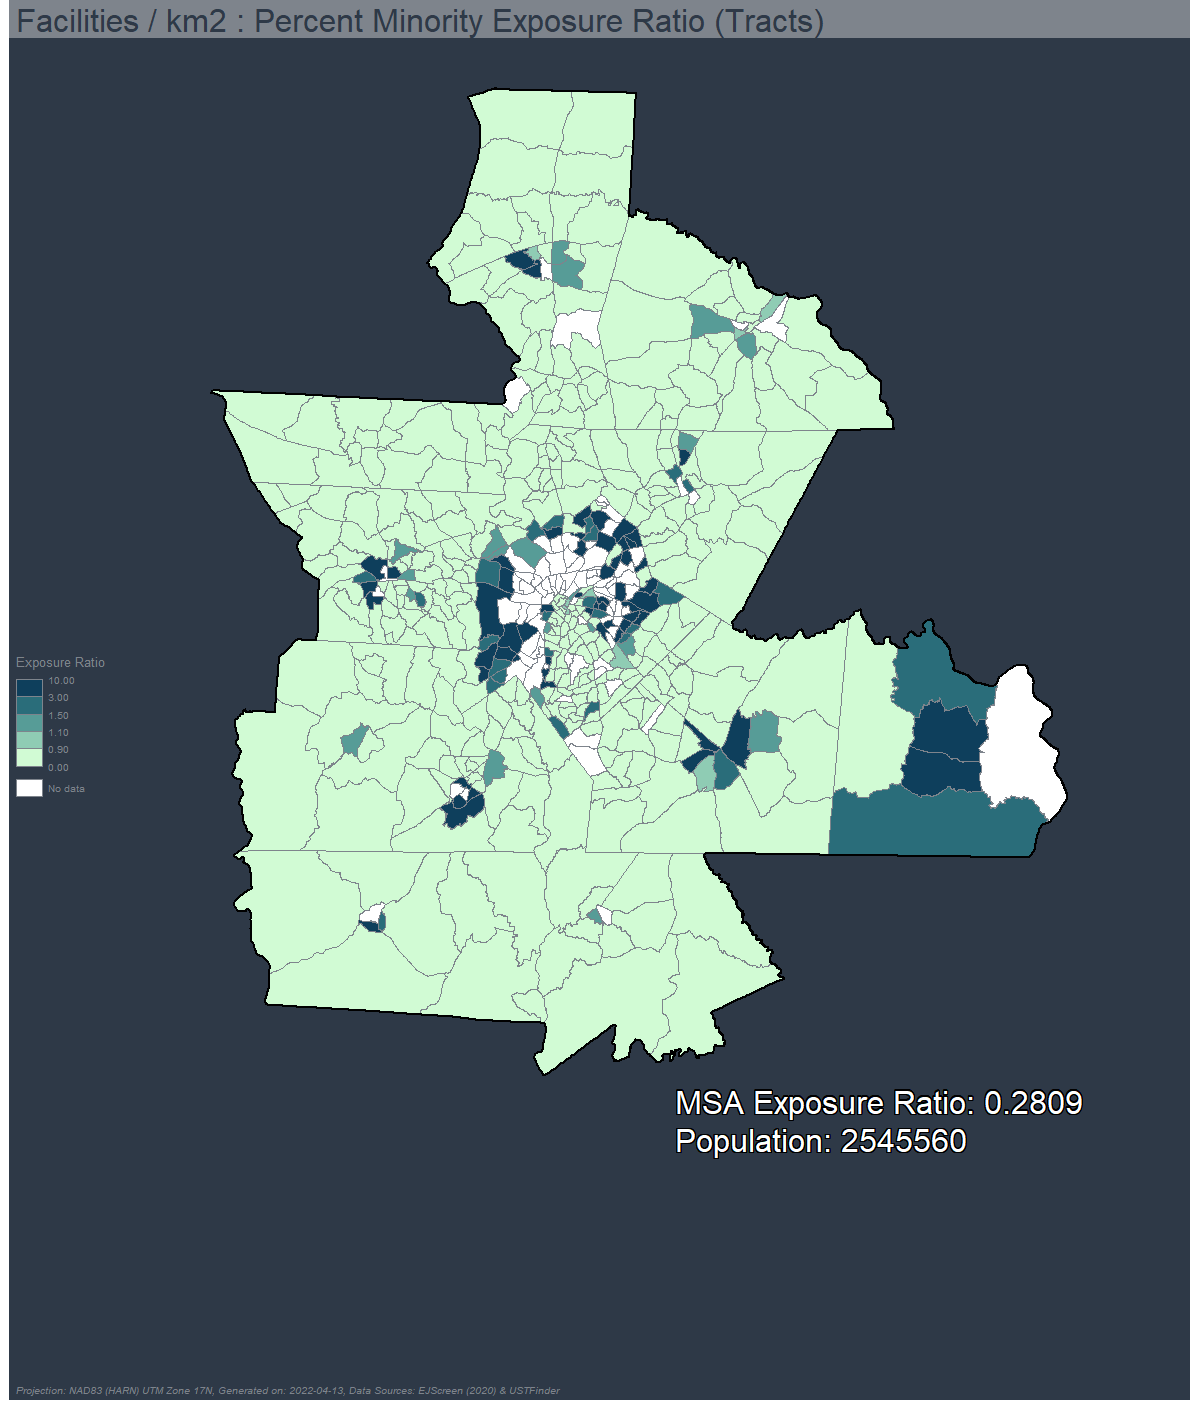 Facilities / km2 : Percent Minority Exposure Ratio (Tracts)
Exposure Ratio
10.00
3.00
1.50
1.10
0.90
0.00
No data
MSA Exposure Ratio: 0.2809
Population: 2545560
Projection: NAD83 (HARN) UTM Zone 17N, Generated on: 2022-04-13, Data Sources: EJScreen (2020) & USTFinder